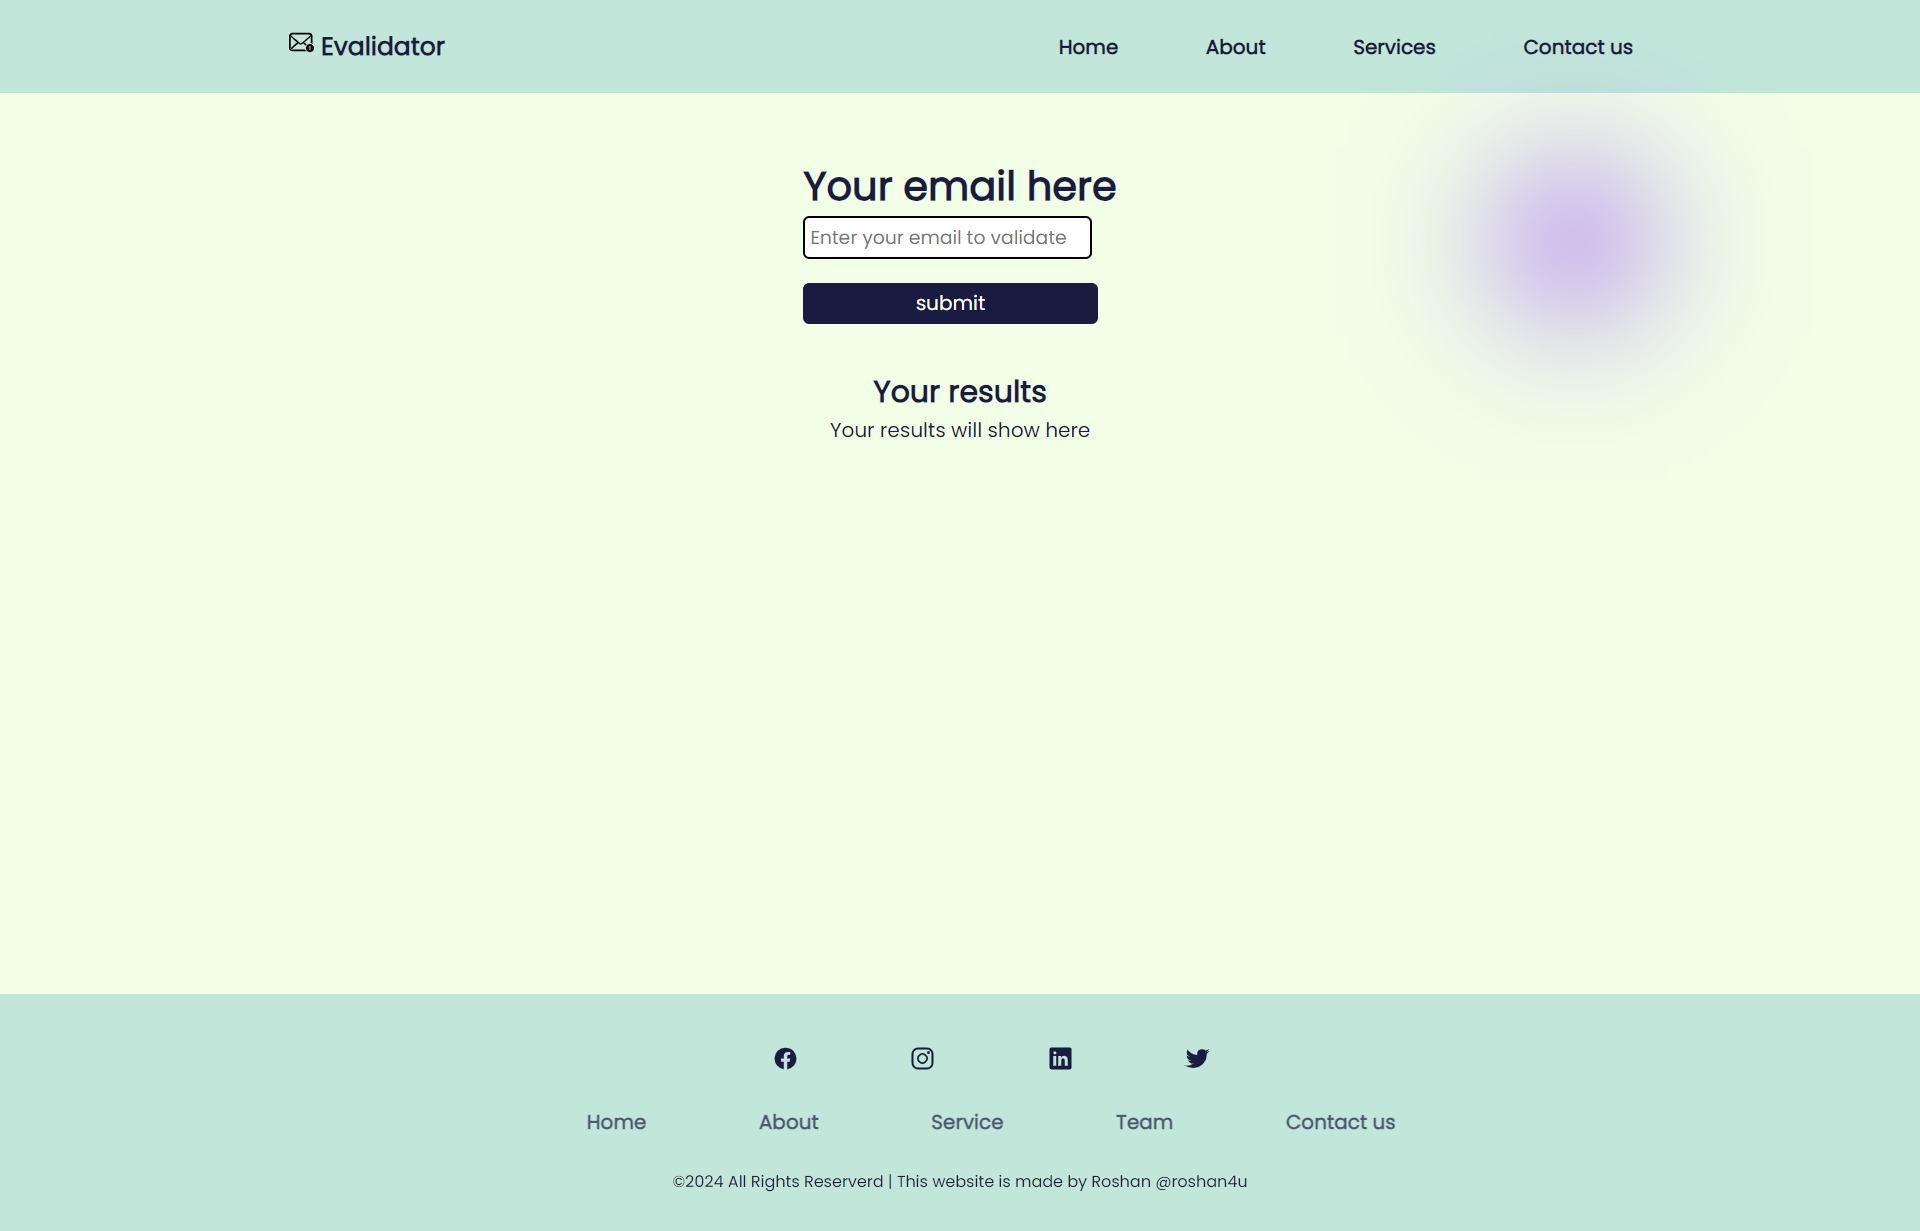 Evalidator
Home About Services Contact us
Your email here
Enter your email to validate
submit
Your results
Your results will show here
Home About Service Team Contact us
©2024 All Rights Reserverd | This website is made by Roshan @roshan4u